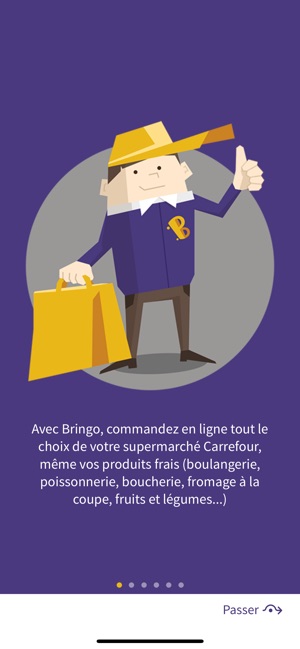 B
Avec Bringo, commandez en ligne tout le
choix de votre supermarché Carrefour,
même vos produits frais (boulangerie,
poissonnerie, boucherie, fromage à la
coupe, fruits et légumes...)
Passer